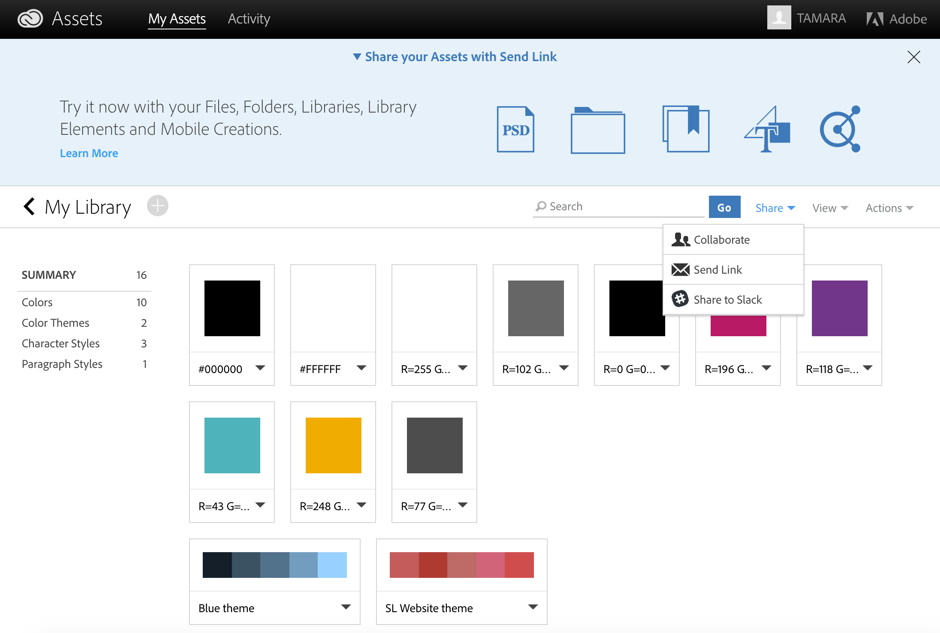 Assets
My Assets
Activity
TAMARA
Adobe
Share your Assets with Send Link
Try it now with your Files, Folders, Libraries, Library
Elements and Mobile Creations.
Learn More
PSD
T
My Library
Search
Go
Share
View
Actions
Collaborate
Send Link
Share to Slack
SUMMARY 16
Colors 10
Color Themes 2
Character Styles 3
Paragraph Styles 1
#000000
#FFFFFF
R=255 G...
R=102 G...
R=0 G=0...
R=196 G...
R=118 G=...
R=43 G=...
R=248 G...
R=77 G=...
Blue theme
SL Website theme